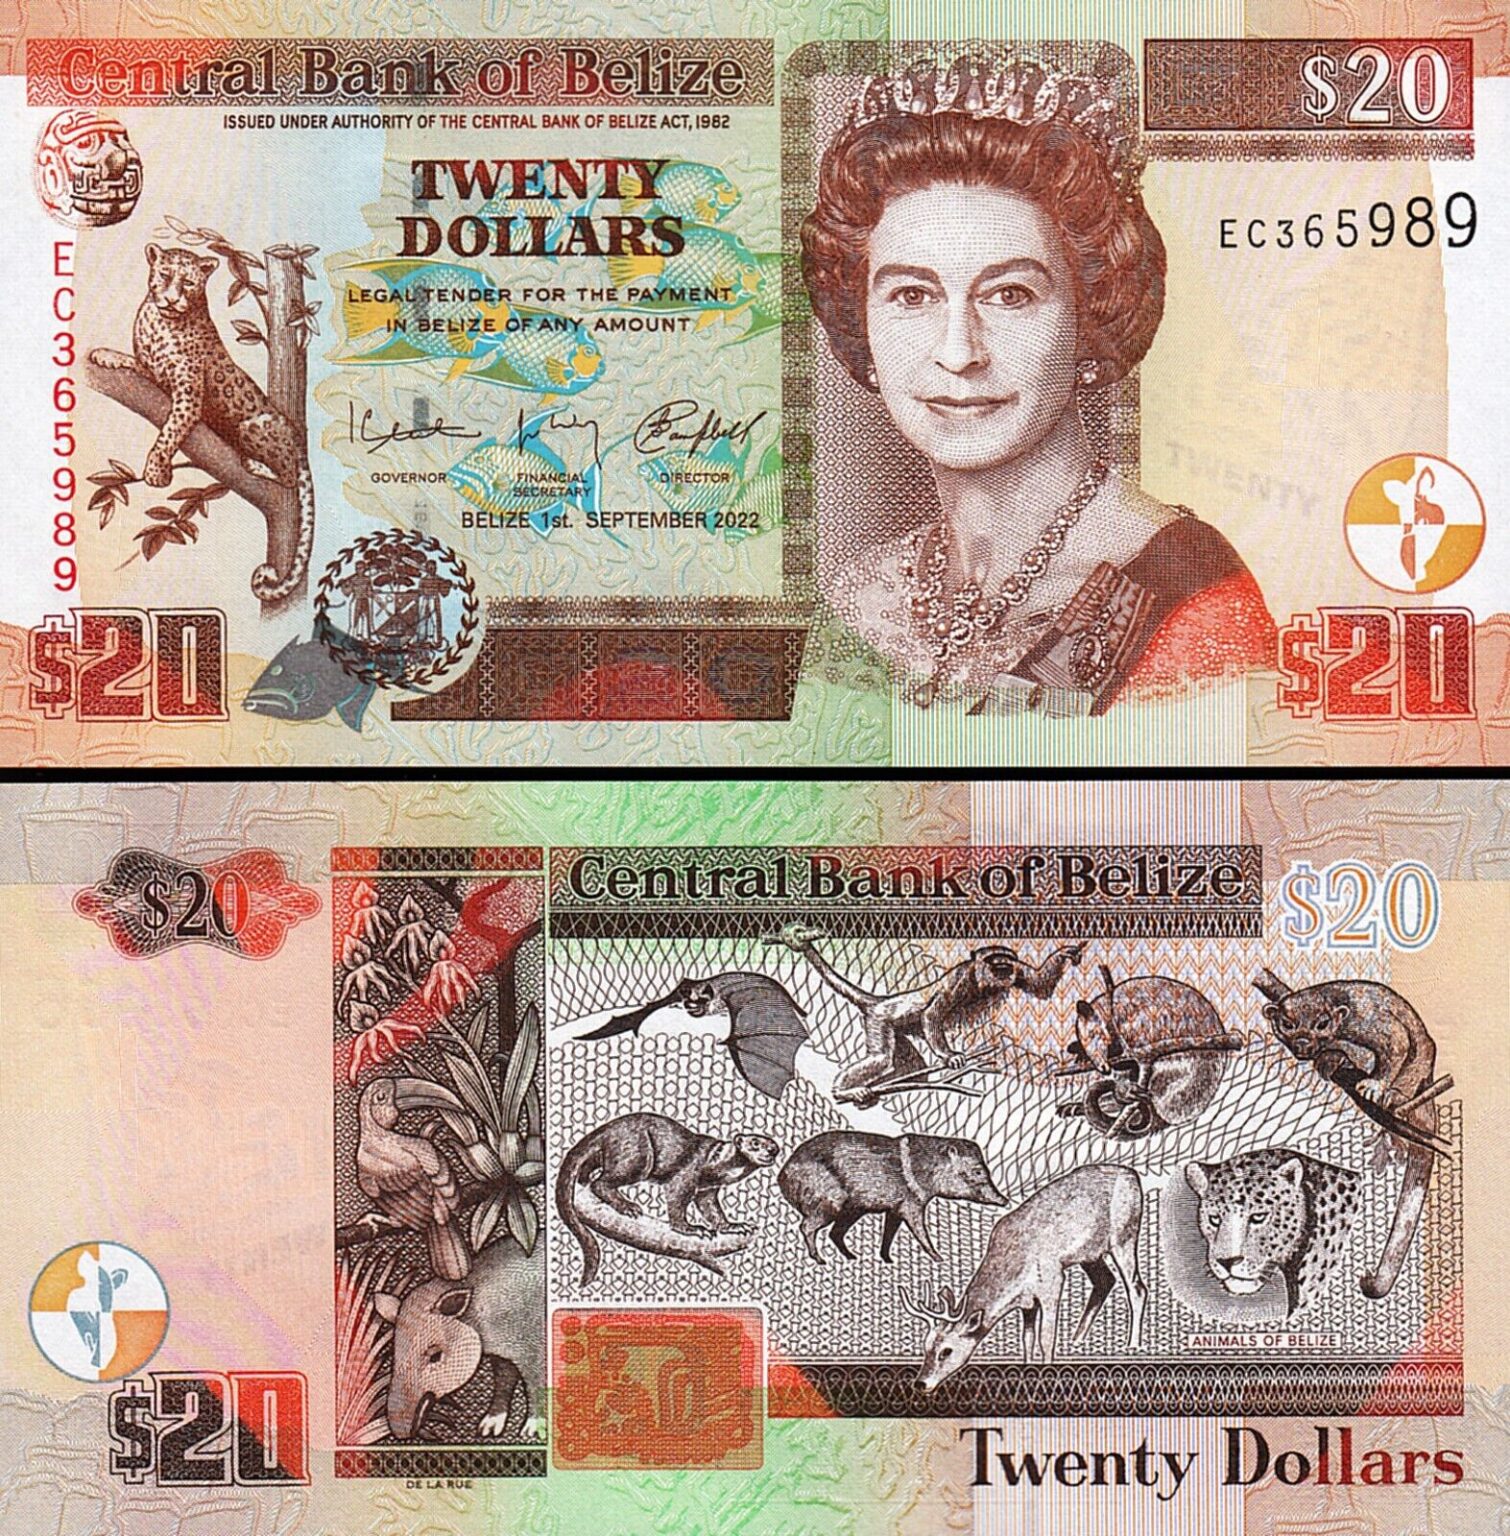 Central Bank of Belize
$20
ISSUED UNDER AUTHORITY OF THE CENTRAL BANK OF BELIZE ACT, 1982
TWENTY
DOLLARS
EC365989
EC365989
LEGAL TENDER FOR THE PAYMENT
IN BELIZE OF ANY AMOUNT
GOVERNOR
FINANCIAL
SECRETARY
DIRECTOR
BELIZE 1st. SEPTEMBER 2022
TWENTY
$20
$20
$20
Central Bank of Belize
$20
ANIMALS OF BELIZE
$20
DE LA RUE
Twenty Dollars